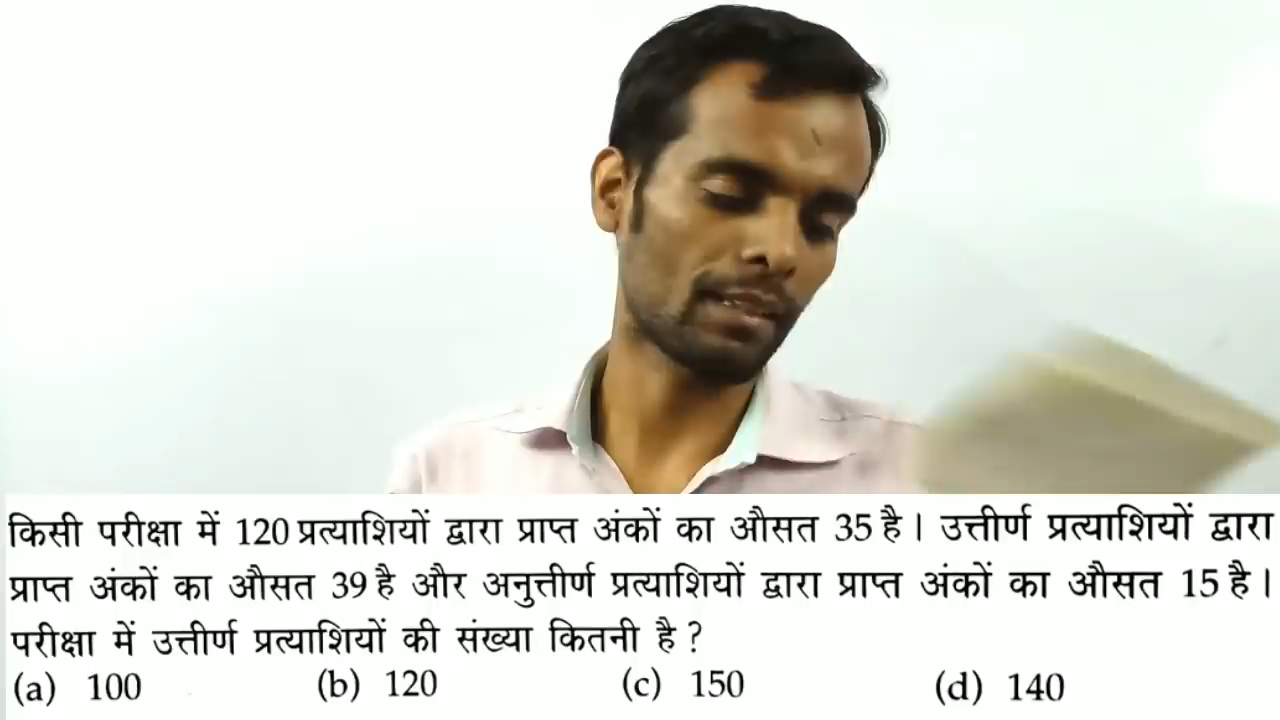 किसी परीक्षा में 120 प्रत्याशियों द्वारा प्राप्त अंकों का औसत 35 है। उत्तीर्ण प्रत्याशियों द्वारा
प्राप्त अंकों का औसत 39 है और अनुत्तीर्ण प्रत्याशियों द्वारा प्राप्त अंकों का औसत 15 है।
परीक्षा में उत्तीर्ण प्रत्याशियों की संख्या कितनी है ?
(a) 100 (b) 120 (c) 150 (d) 140